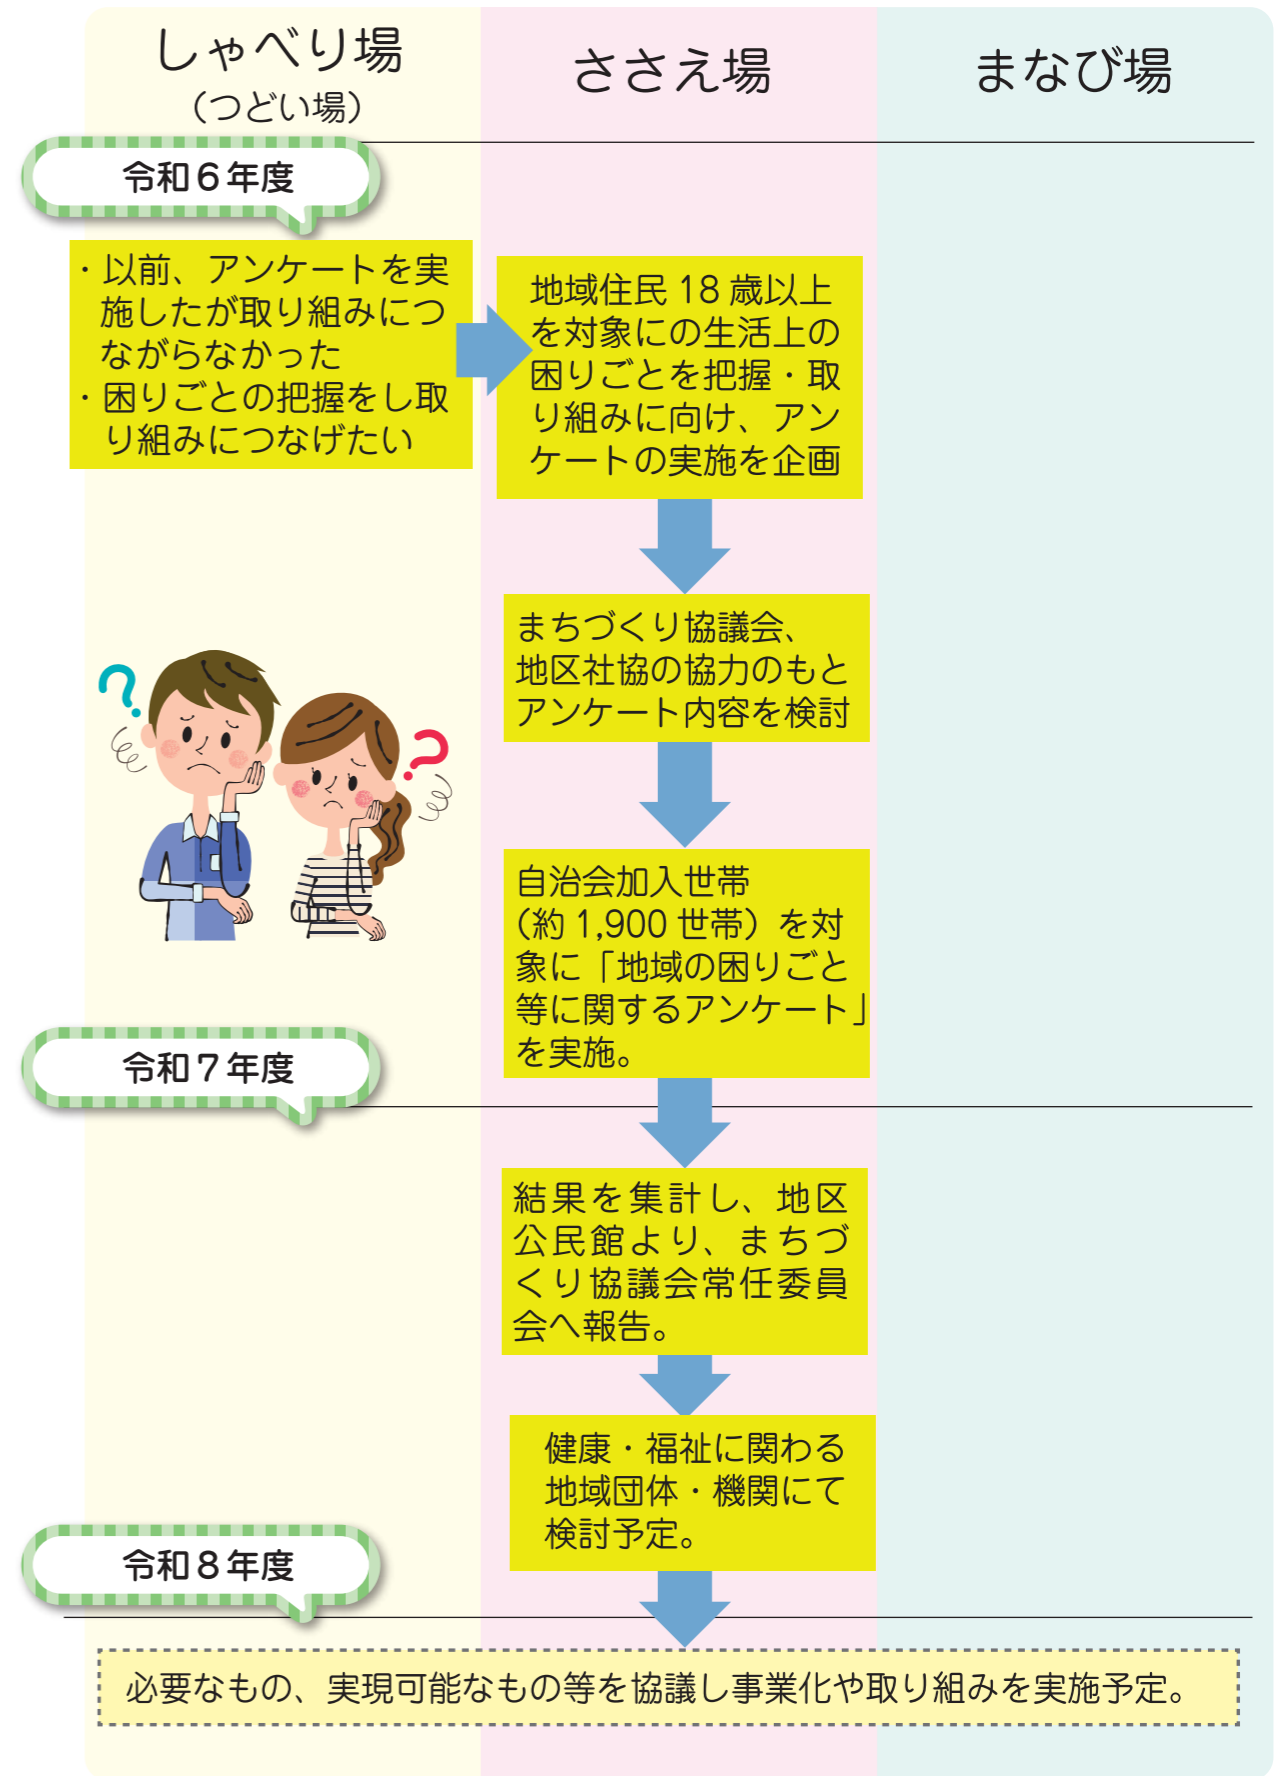 しゃべり場
（つどい場）
ささえ場
まなび場
令和６年度
・以前、アンケートを実
施したが取り組みにつ
ながらなかった
・困りごとの把握をし取
り組みにつなげたい
地域住民 18 歳以上
を対象にの生活上の
困りごとを把握・取
り組みに向け、アン
ケートの実施を企画
まちづくり協議会、
地区社協の協力のもと
アンケート内容を検討
自治会加入世帯
（約 1,900 世帯）を対
象に「地域の困りごと
等に関するアンケート」
を実施。
令和７年度
結果を集計し、地区
公民館より、まちづ
くり協議会常任委員
会へ報告。
健康・福祉に関わる
地域団体・機関にて
検討予定。
令和８年度
必要なもの、実現可能なもの等を協議し事業化や取り組みを実施予定。